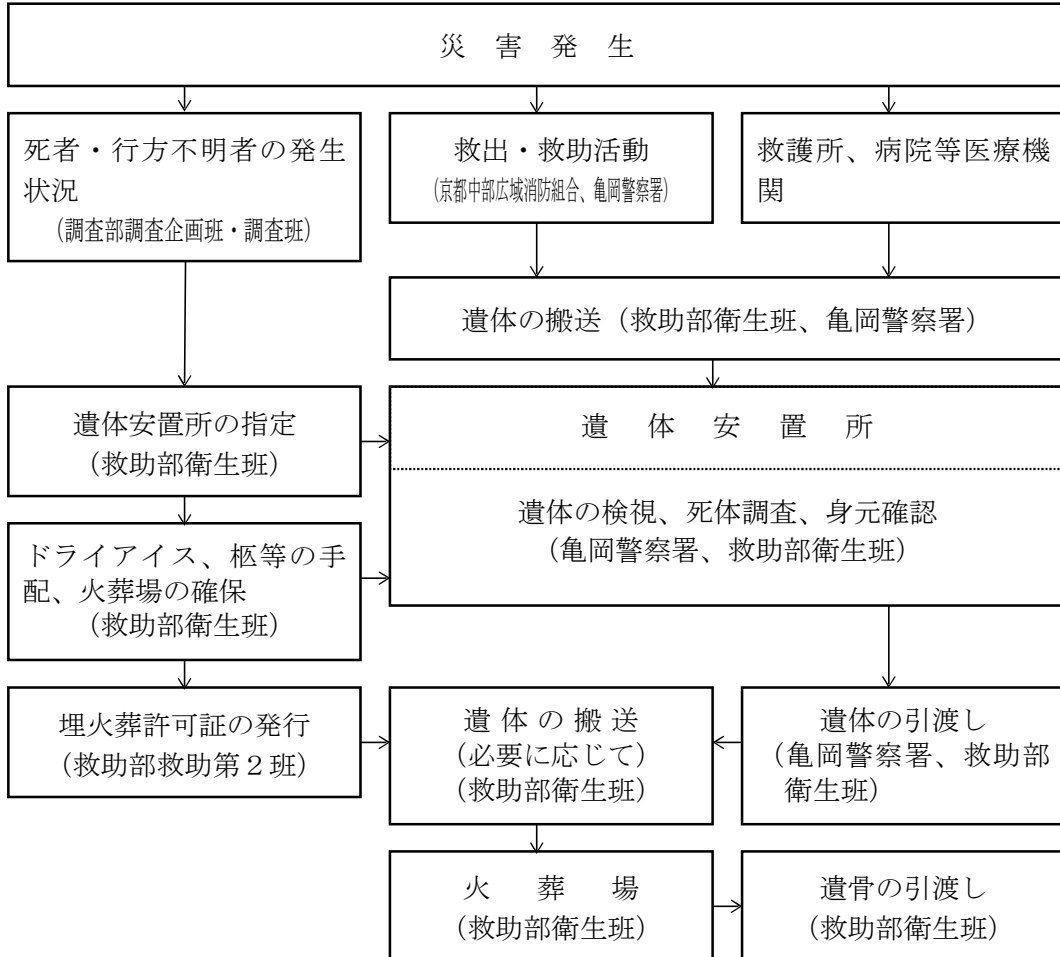 災　害　発　生
死者・行方不明者の発生
状況
（調査部調査企画班・調査班）
救出・救助活動
（京都中部広域消防組合、亀岡警察署）
救護所、病院等医療機
関
遺体の搬送（救助部衛生班、亀岡警察署）
遺体安置所の指定
（救助部衛生班）
遺　体　安　置　所
遺体の検視、死体調査、身元確認
（亀岡警察署、救助部衛生班）
ドライアイス、柩等の手
配、火葬場の確保
（救助部衛生班）
埋火葬許可証の発行
（救助部救助第２班）
遺 体 の 搬 送
（必要に応じて）
（救助部衛生班）
遺体の引渡し
（亀岡警察署、救助部
衛生班）
火　葬　場
（救助部衛生班）
遺骨の引渡し
（救助部衛生班）